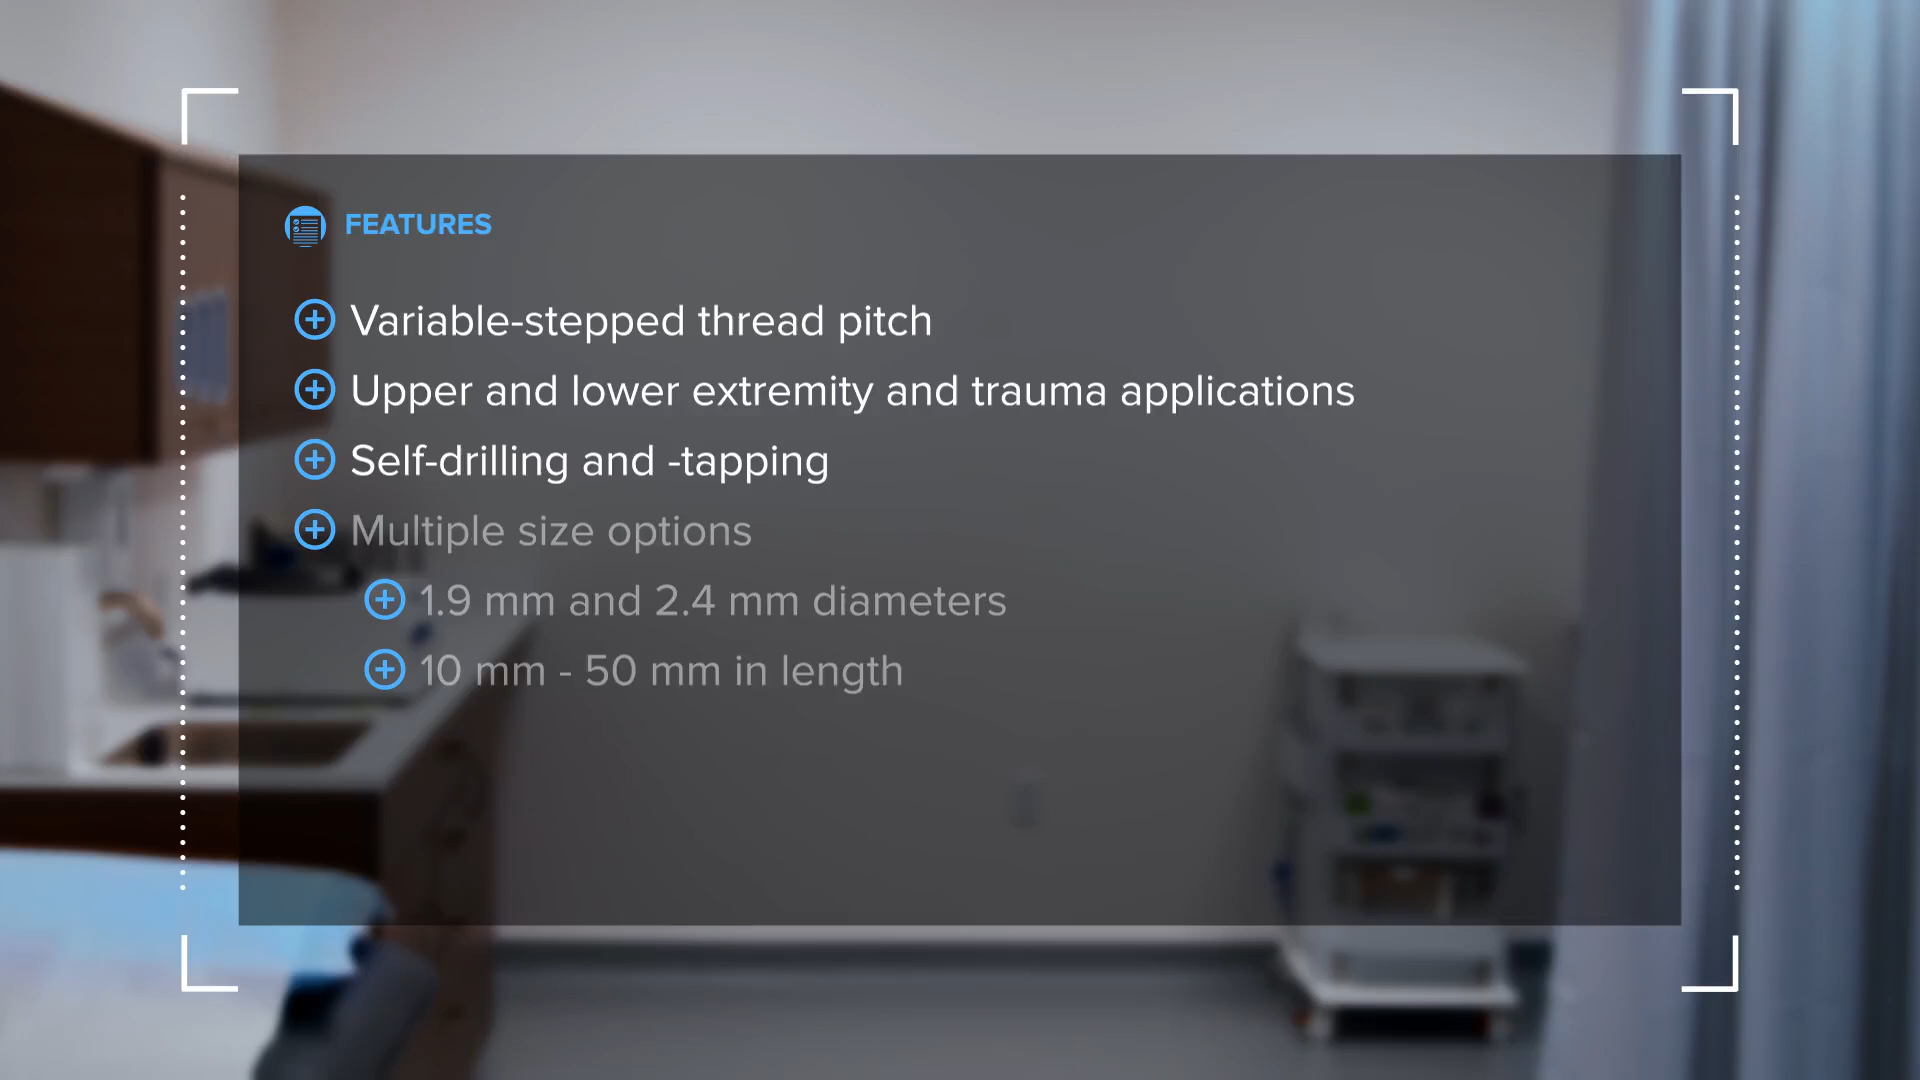 FEATURES
Variable-stepped thread pitch
Upper and lower extremity and trauma applications
Self-drilling and -tapping
Multiple size options
1.9 mm and 2.4 mm diameters
10 mm - 50 mm in length